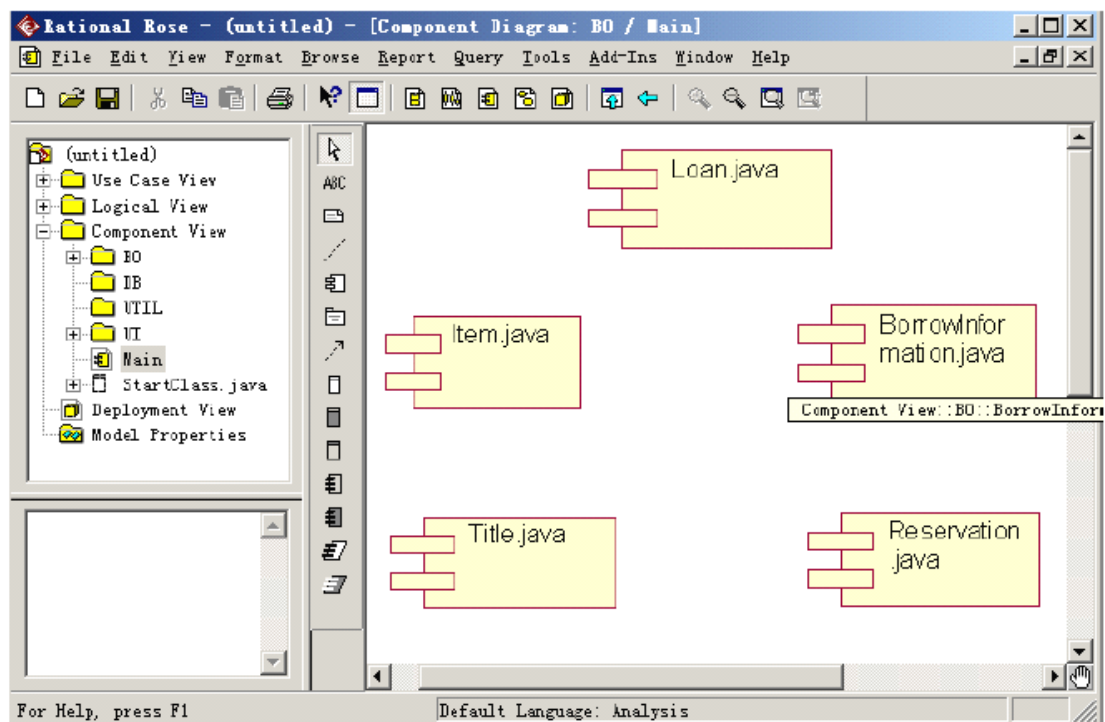 Rational Rose - (untitled) - [Component Diagram: BO / Main]
File Edit View Format Browse Report Query Tools Add-Ins Window Help
(untitled)
Use Case View
Logical View
Component View
BO
DB
UTIL
UI
Main
StartClass.java
Deployment View
Model Properties
ABC
Loan.java
Item.java
BorrowInfor
mation.java
Component View::BO::BorrowInform
Title.java
Reservation
.java
For Help, press F1
Default Language: Analysis